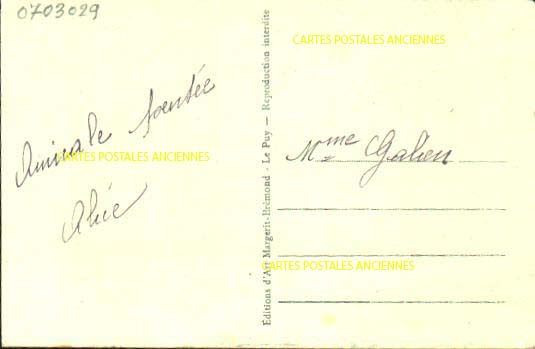 0703029
CARTES POSTALES ANCIENNES
Amicale pensée
CARTES POSTALES ANCIENNES
Alice
Editions d'Art Margerit-Brémond - Le Puy — Reproduction interdite
Mme Galien
CARTES POSTALES ANCIENNES